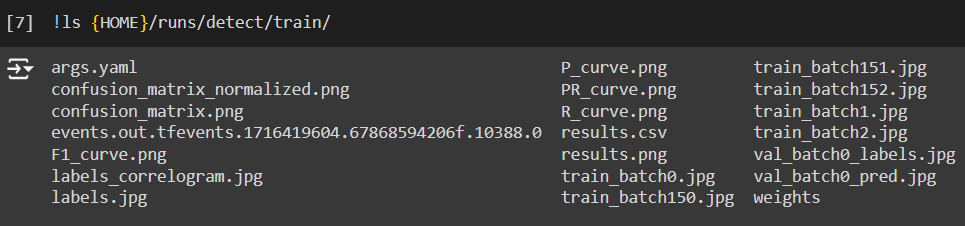 [7] !ls {HOME}/runs/detect/train/
args.yaml P_curve.png train_batch151.jpg
confusion_matrix_normalized.png PR_curve.png train_batch152.jpg
confusion_matrix.png R_curve.png train_batch1.jpg
events.out.tfevents.1716419604.67868594206f.10388.0 results.csv train_batch2.jpg
F1_curve.png results.png val_batch0_labels.jpg
labels_correlogram.jpg train_batch0.jpg val_batch0_pred.jpg
labels.jpg train_batch150.jpg weights